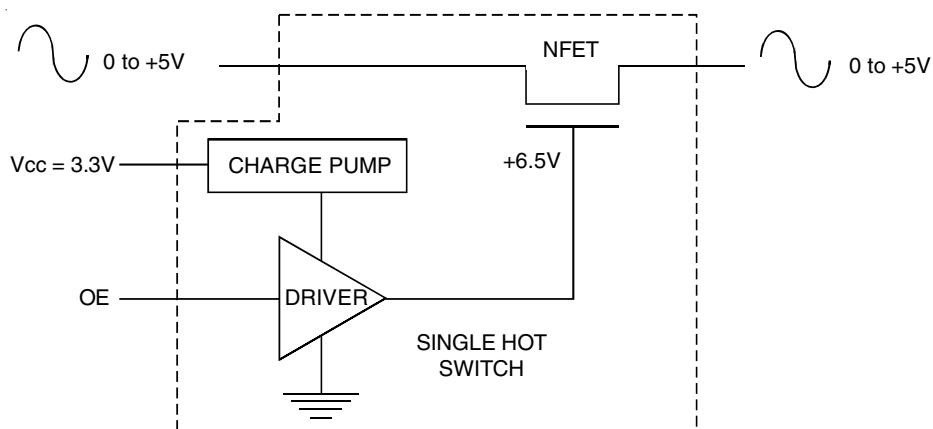 NFET
0 to +5V
0 to +5V
Vcc = 3.3V
CHARGE PUMP
+6.5V
OE
DRIVER
SINGLE HOT
SWITCH